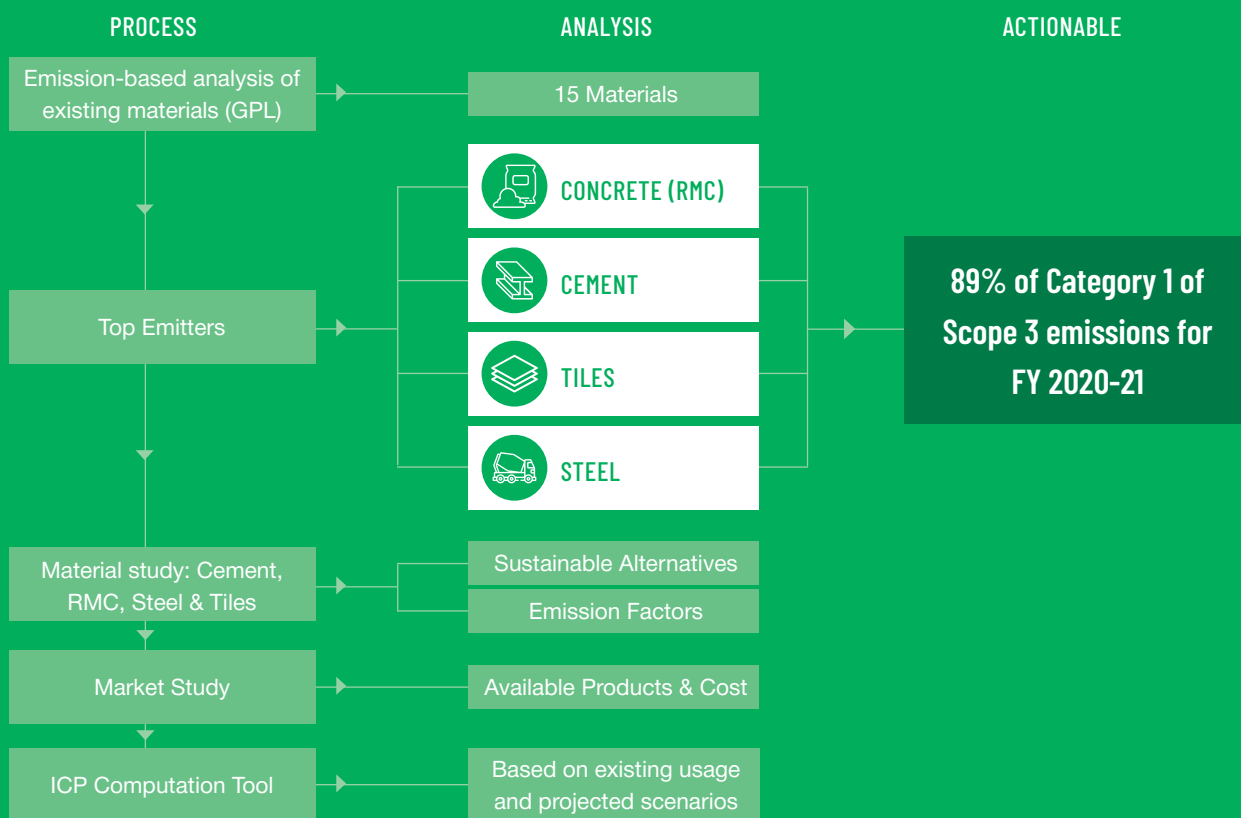 PROCESS
ANALYSIS
ACTIONABLE
Emission-based analysis of
existing materials (GPL)
15 Materials
Top Emitters
CONCRETE (RMC)
CEMENT
TILES
STEEL
89% of Category 1 of
Scope 3 emissions for
FY 2020-21
Material study: Cement,
RMC, Steel & Tiles
Sustainable Alternatives
Emission Factors
Market Study
Available Products & Cost
ICP Computation Tool
Based on existing usage
and projected scenarios